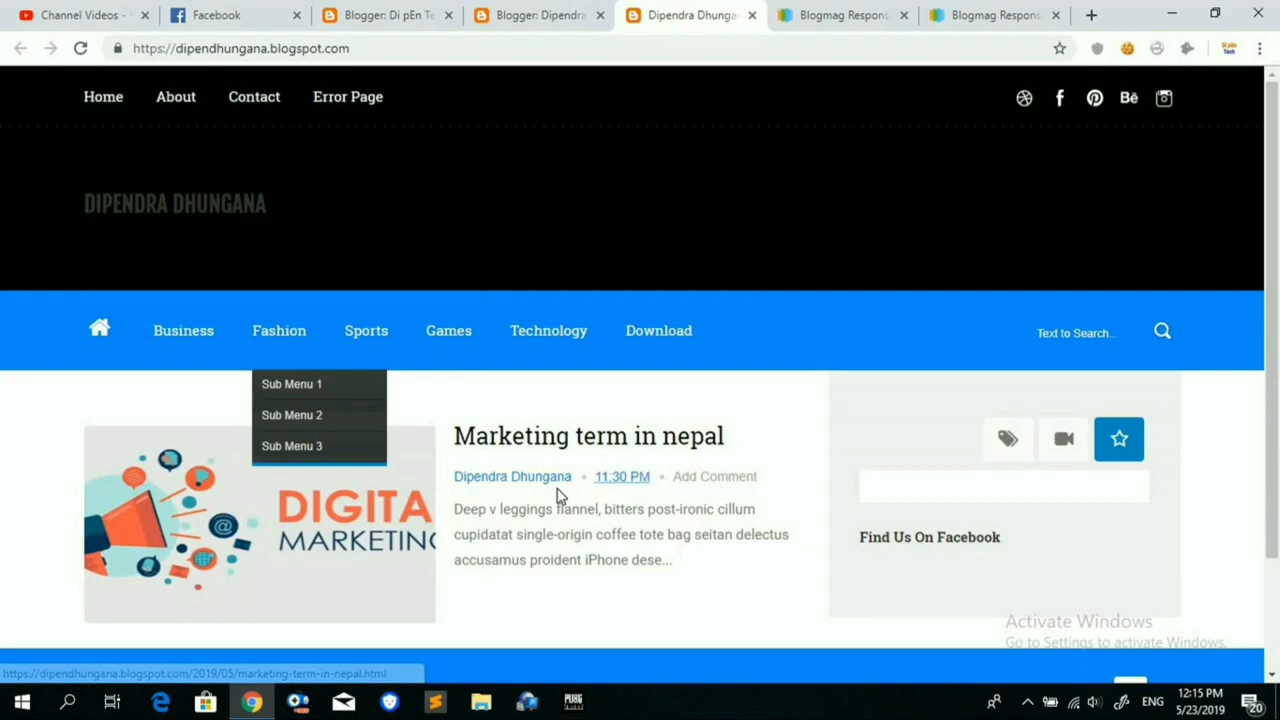 Channel Videos -
Facebook
Blogger: Di pEn Te
Blogger: Dipendra
Dipendra Dhungan
Blogmag Respons
Blogmag Respons
https://dipendhungana.blogspot.com
Home About Contact Error Page
Bē
DIPENDRA DHUNGANA
Business Fashion Sports Games Technology Download
Text to Search...
Sub Menu 1
Sub Menu 2
Sub Menu 3
DIGITA
MARKETING
Marketing term in nepal
Dipendra Dhungana • 11:30 PM • Add Comment
Deep v leggings flannel, bitters post-ironic cillum
cupidatat single-origin coffee tote bag seitan delectus
accusamus proident iPhone dese...
Find Us On Facebook
Activate Windows
Go to Settings to activate Windows.
https://dipendhungana.blogspot.com/2019/05/marketing-term-in-nepal.html
PUBG
ENG
12:15 PM
5/23/2019
20